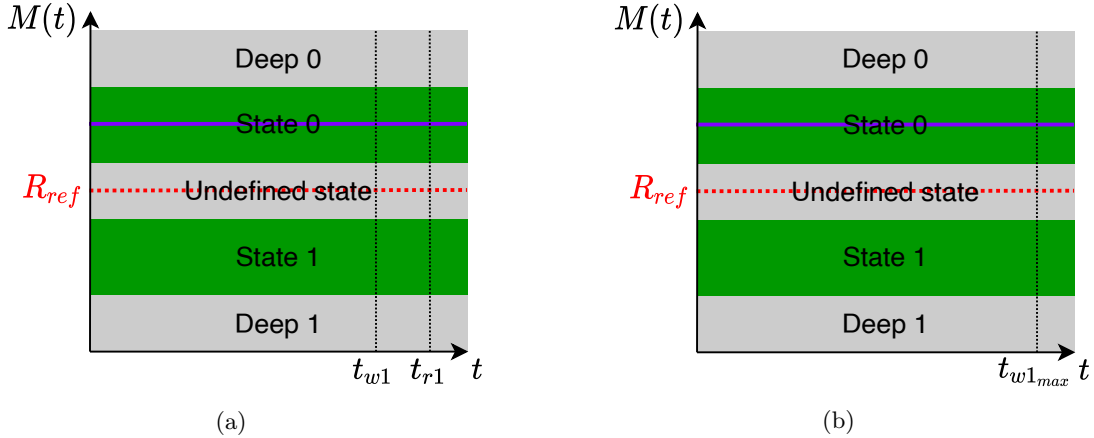 M(t)
Deep 0
State 0
R_ref
Undefined state
State 1
Deep 1
t_w1
t_r1
t
(a)
M(t)
Deep 0
State 0
R_ref
Undefined state
State 1
Deep 1
t_w1_max
t
(b)